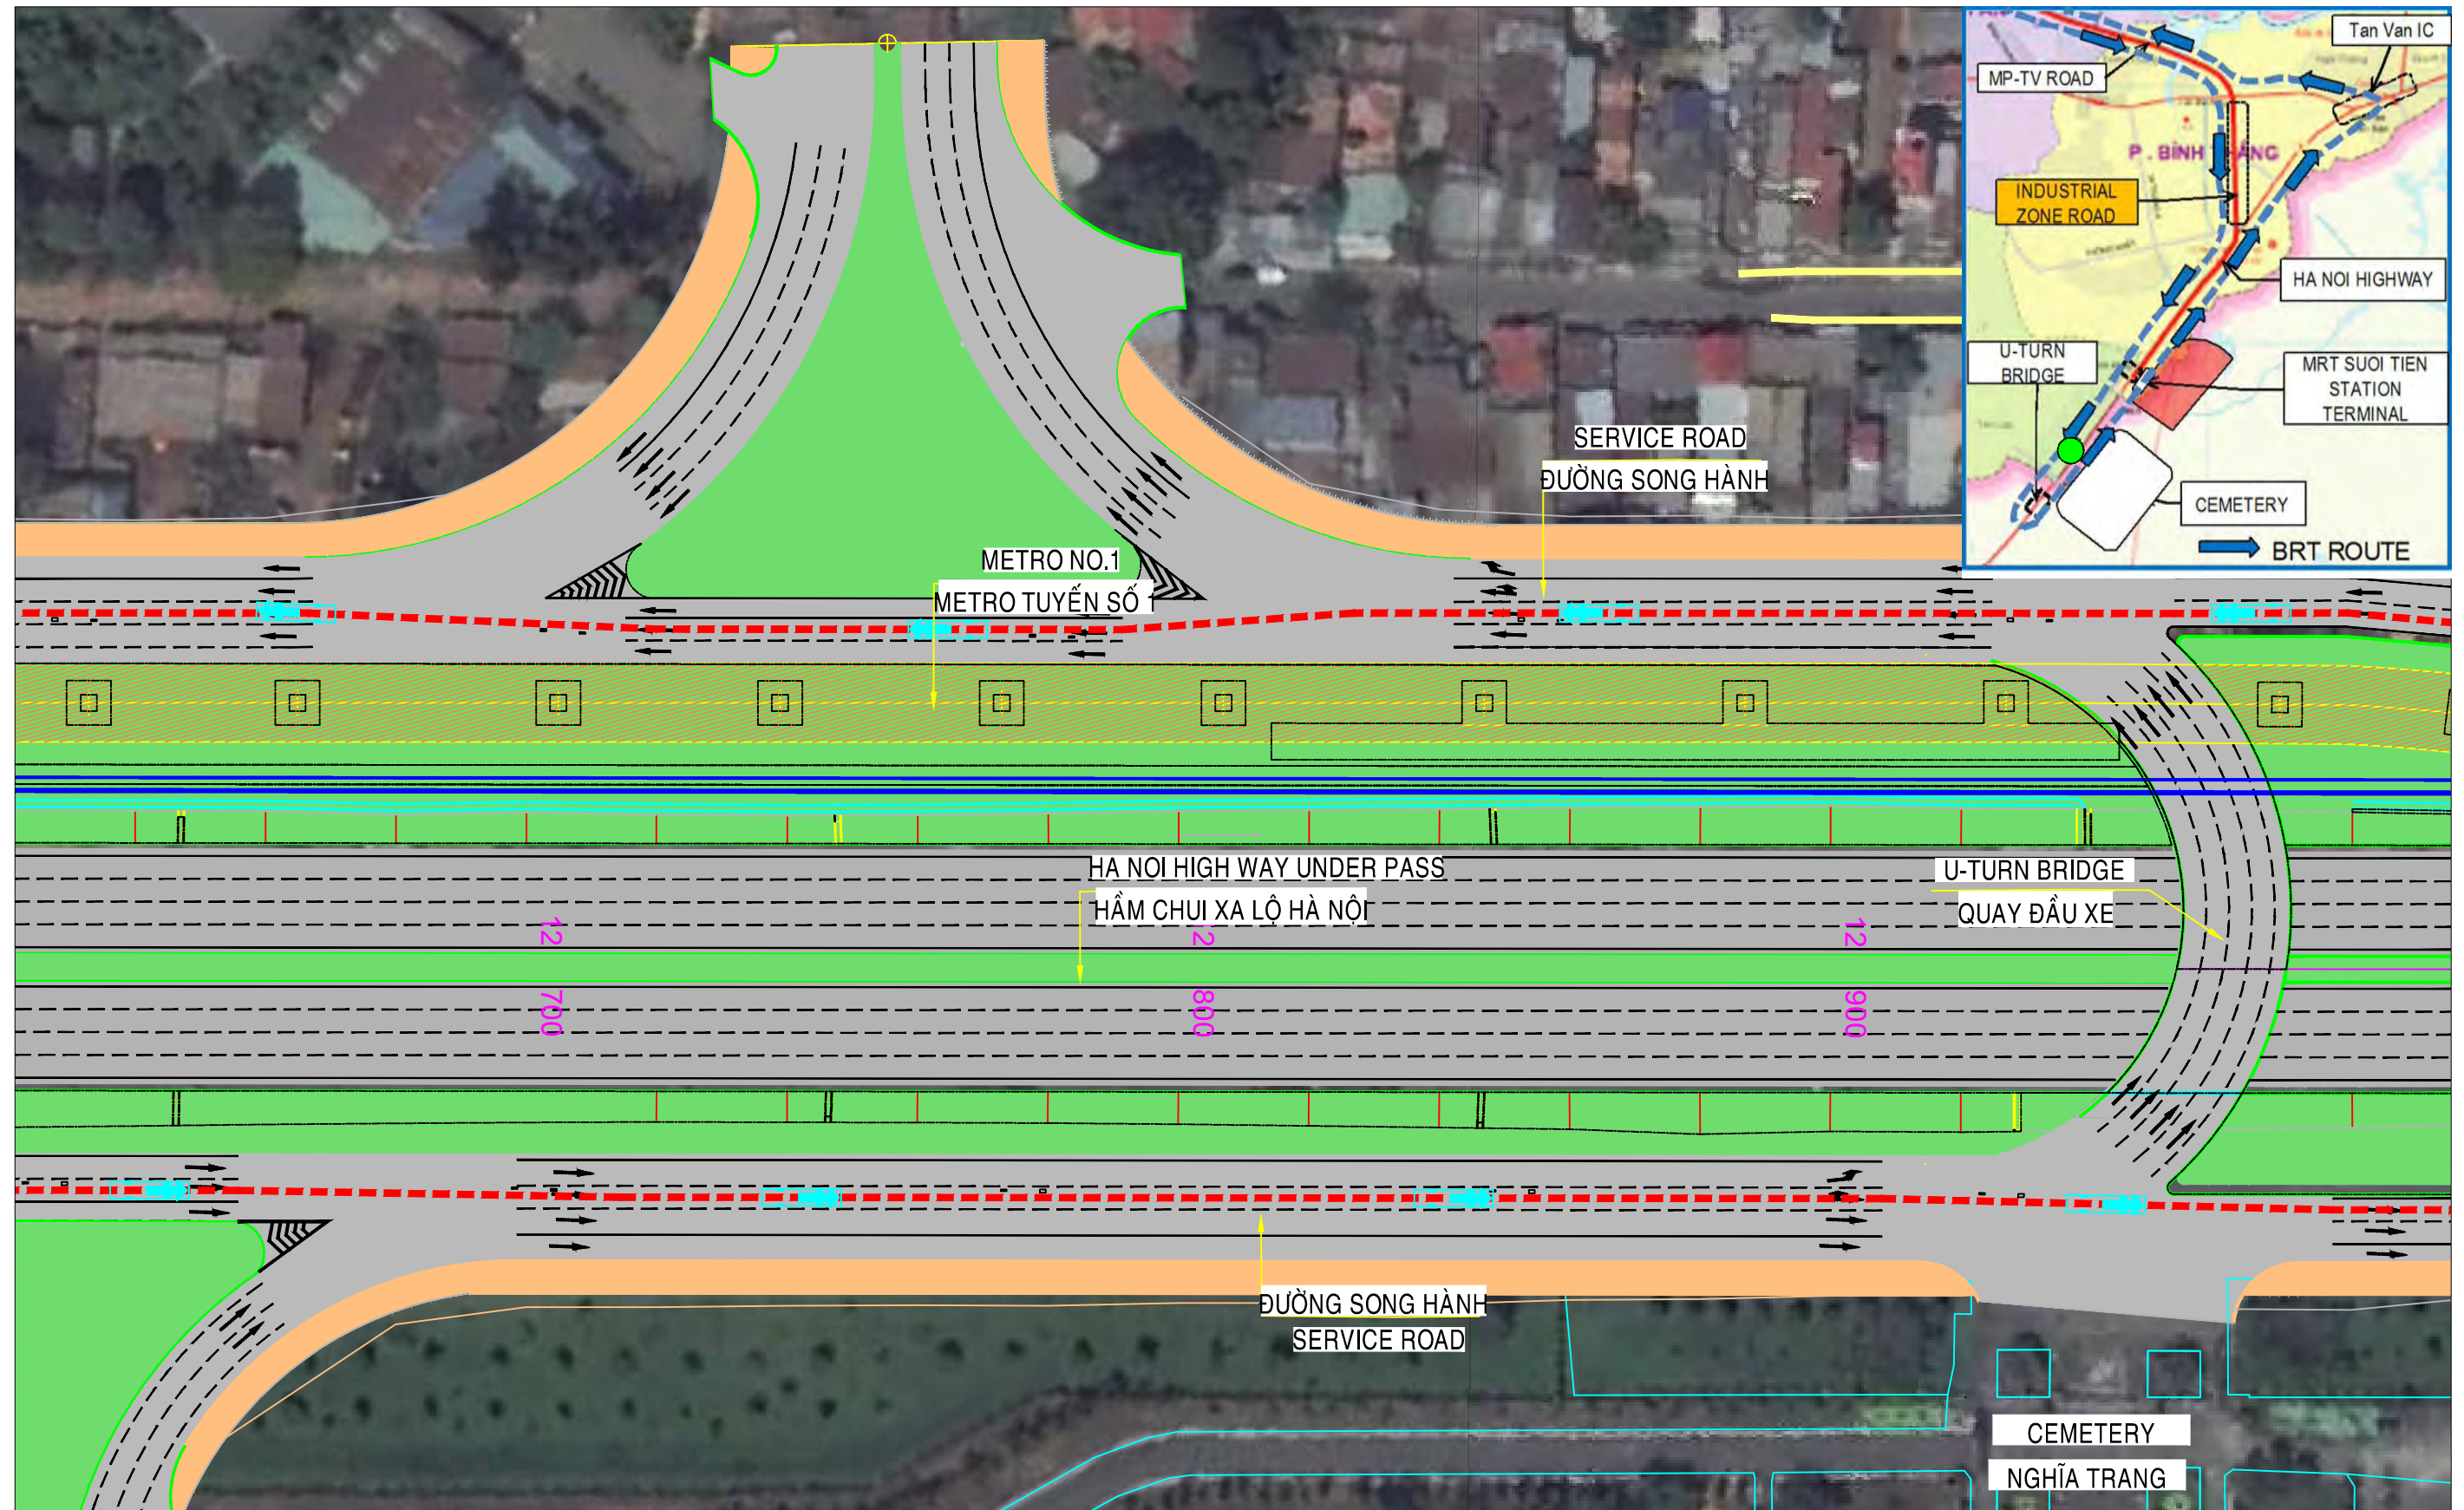 Tan Van IC
MP-TV ROAD
P. BÌNH THẮNG
INDUSTRIAL
ZONE ROAD
HA NOI HIGHWAY
U-TURN
BRIDGE
MRT SUOI TIEN
STATION
TERMINAL
CEMETERY
BRT ROUTE
SERVICE ROAD
ĐƯỜNG SONG HÀNH
METRO NO.1
METRO TUYẾN SỐ 1
HA NOI HIGH WAY UNDER PASS
HẦM CHUI XA LỘ HÀ NỘI
U-TURN BRIDGE
QUAY ĐẦU XE
12
700
2
800
12
900
ĐƯỜNG SONG HÀNH
SERVICE ROAD
CEMETERY
NGHĨA TRANG